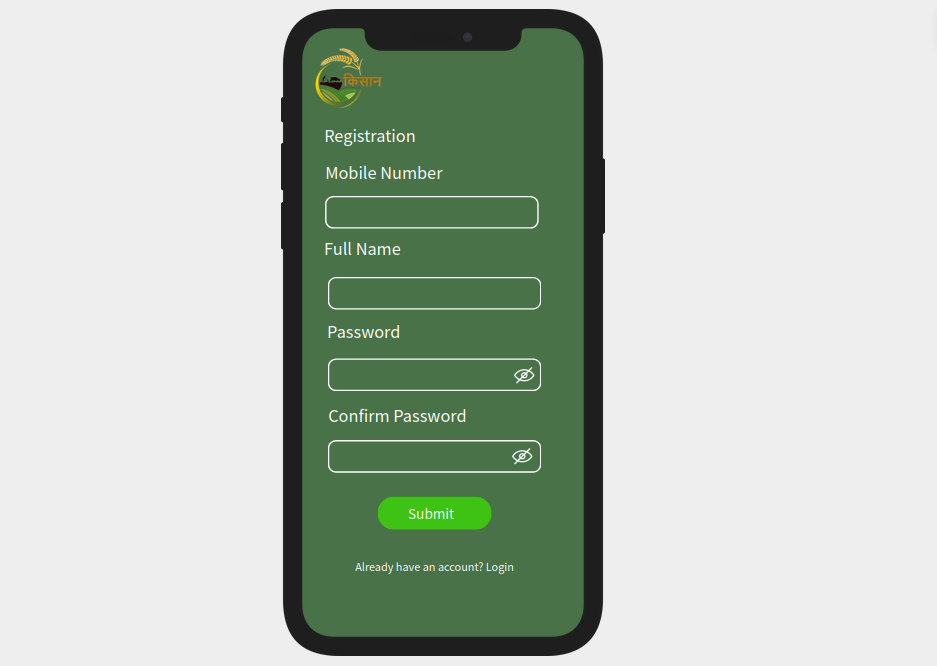 किसान
Registration
Mobile Number
Full Name
Password
Confirm Password
Submit
Already have an account? Login